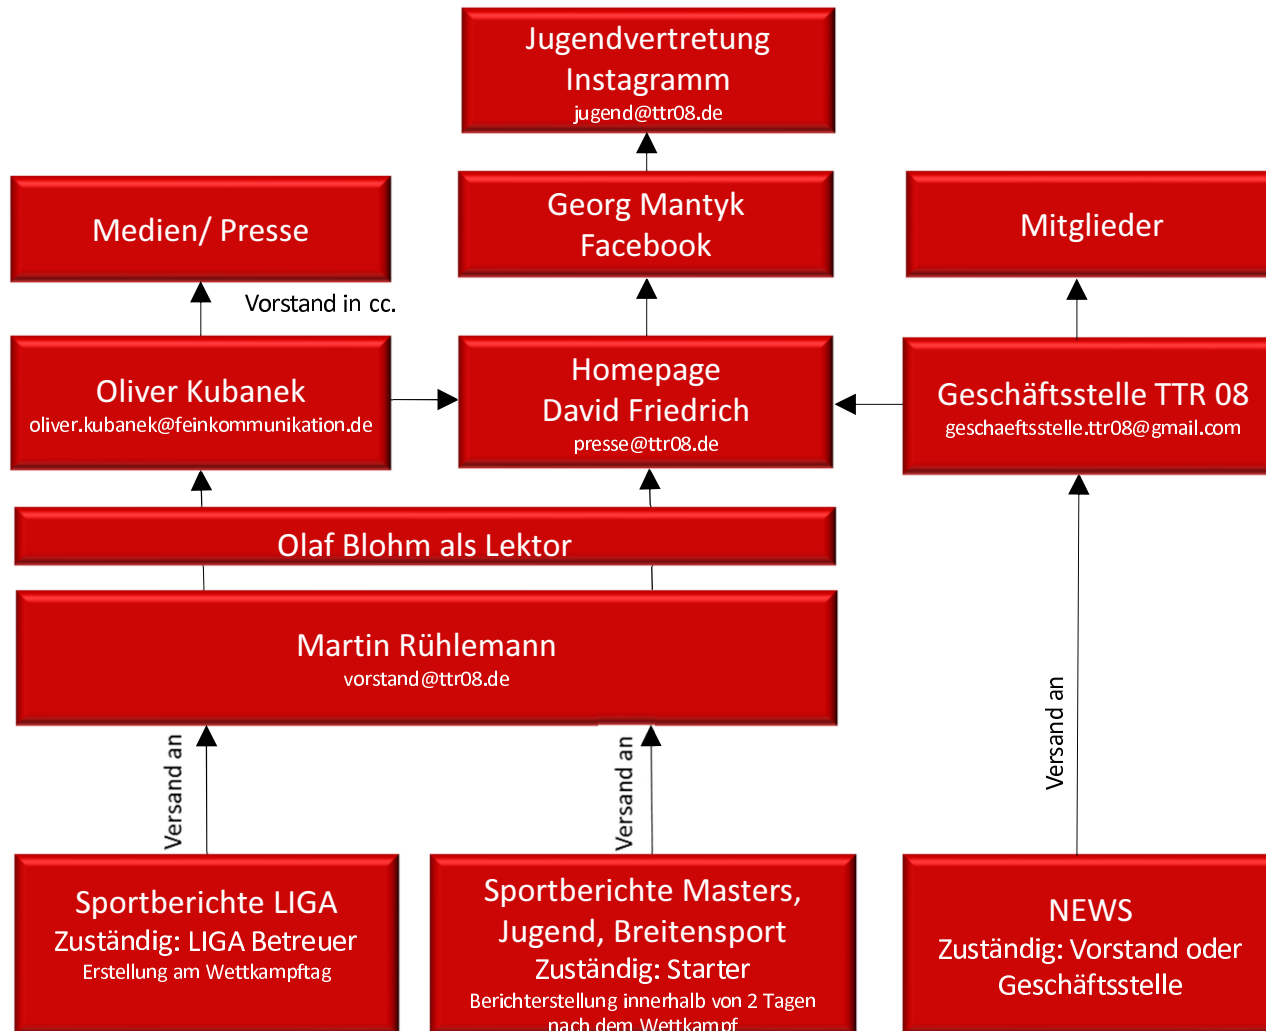 Jugendvertretung
Instagramm
jugend@ttr08.de
Georg Mantyk
Facebook
Medien/ Presse
Mitglieder
Vorstand in cc.
Oliver Kubanek
oliver.kubanek@feinkommunikation.de
Homepage
David Friedrich
presse@ttr08.de
Geschäftsstelle TTR 08
geschaeftsstelle.ttr08@gmail.com
Olaf Blohm als Lektor
Martin Rühlemann
vorstand@ttr08.de
Versand an
Versand an
Versand an
Sportberichte LIGA
Zuständig: LIGA Betreuer
Erstellung am Wettkampftag
Sportberichte Masters,
Jugend, Breitensport
Zuständig: Starter
Berichterstellung innerhalb von 2 Tagen
nach dem Wettkampf
NEWS
Zuständig: Vorstand oder
Geschäftsstelle